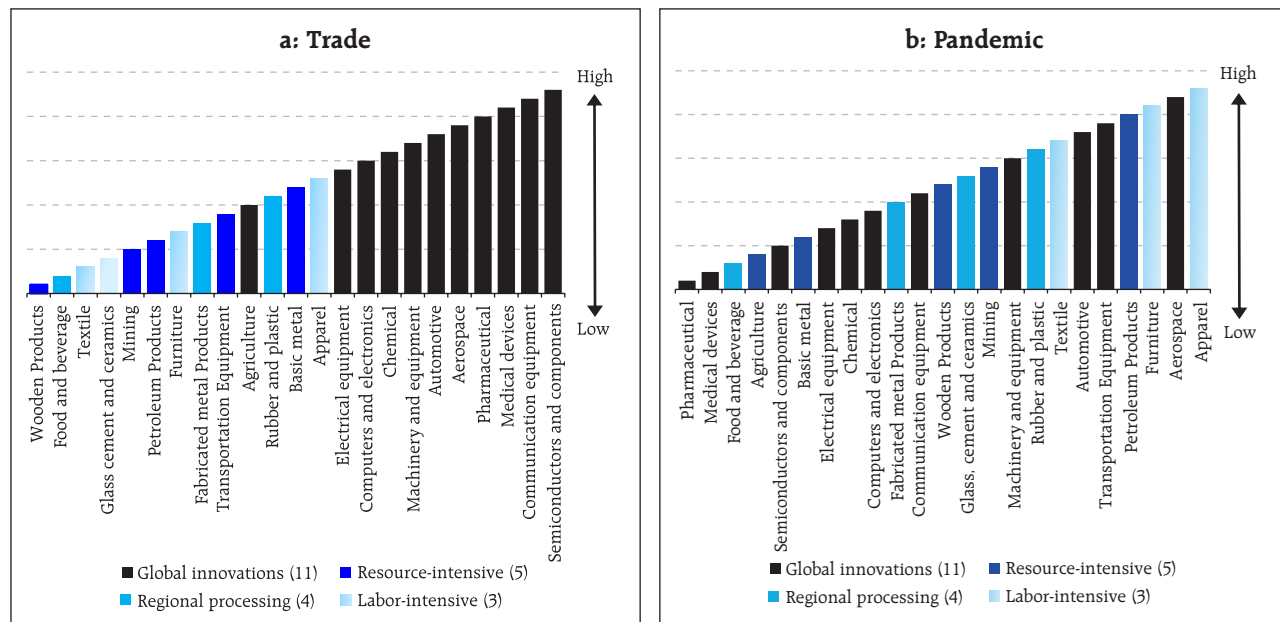 a: Trade
High
Low
Wooden Products
Food and beverage
Textile
Glass cement and ceramics
Mining
Petroleum Products
Furniture
Fabricated metal Products
Transportation Equipment
Agriculture
Rubber and plastic
Basic metal
Apparel
Electrical equipment
Computers and electronics
Chemical
Machinery and equipment
Automotive
Aerospace
Pharmaceutical
Medical devices
Communication equipment
Semiconductors and components
Global innovations (11)
Resource-intensive (5)
Regional processing (4)
Labor-intensive (3)
b: Pandemic
High
Low
Pharmaceutical
Medical devices
Food and beverage
Agriculture
Semiconductors and components
Basic metal
Electrical equipment
Chemical
Computers and electronics
Fabricated metal Products
Communication equipment
Wooden Products
Glass, cement and ceramics
Mining
Machinery and equipment
Rubber and plastic
Textile
Automotive
Transportation Equipment
Petroleum Products
Furniture
Aerospace
Apparel
Global innovations (11)
Resource-intensive (5)
Regional processing (4)
Labor-intensive (3)